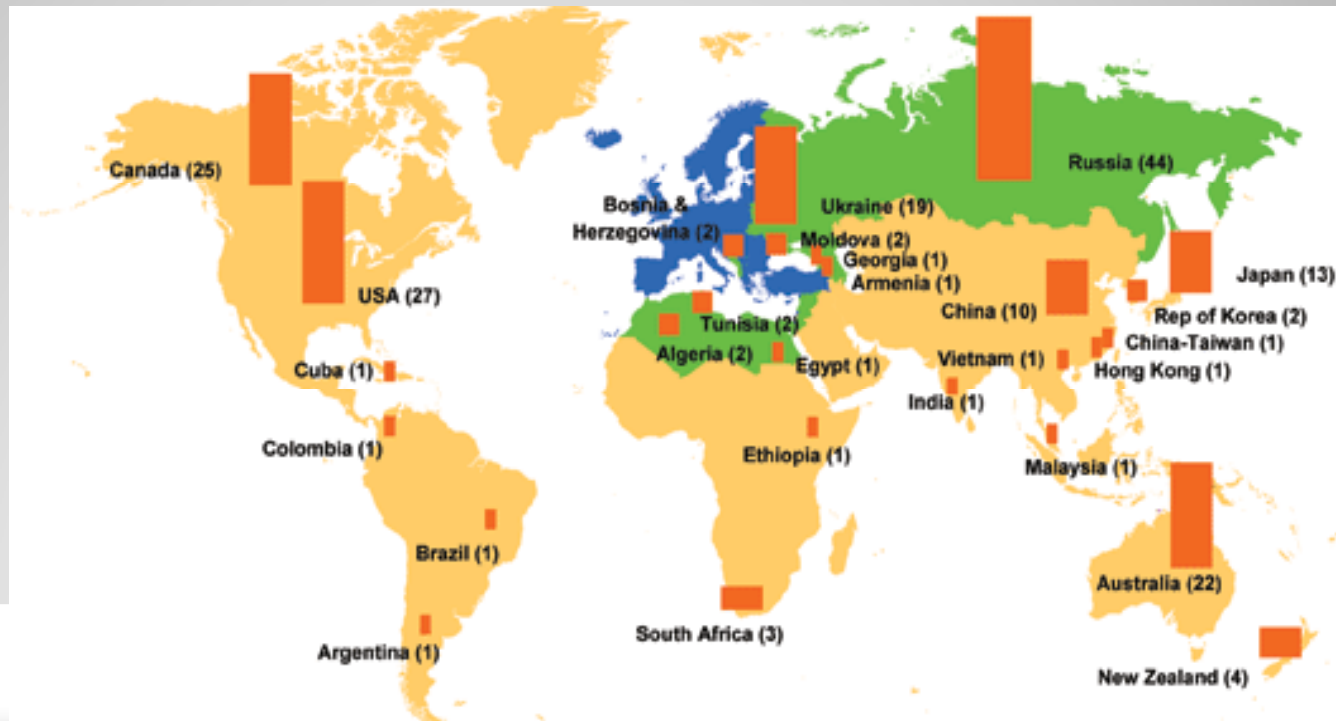 Canada (25)
Russia (44)
Bosnia &
Herzegovina (2)
Ukraine (19)
Moldova (2)
Georgia (1)
Armenia (1)
USA (27)
Japan (13)
China (10)
Rep of Korea (2)
Tunisia (2)
China-Taiwan (1)
Algeria (2)
Egypt (1)
Vietnam (1)
Hong Kong (1)
Cuba (1)
India (1)
Colombia (1)
Ethiopia (1)
Malaysia (1)
Brazil (1)
Australia (22)
South Africa (3)
Argentina (1)
New Zealand (4)